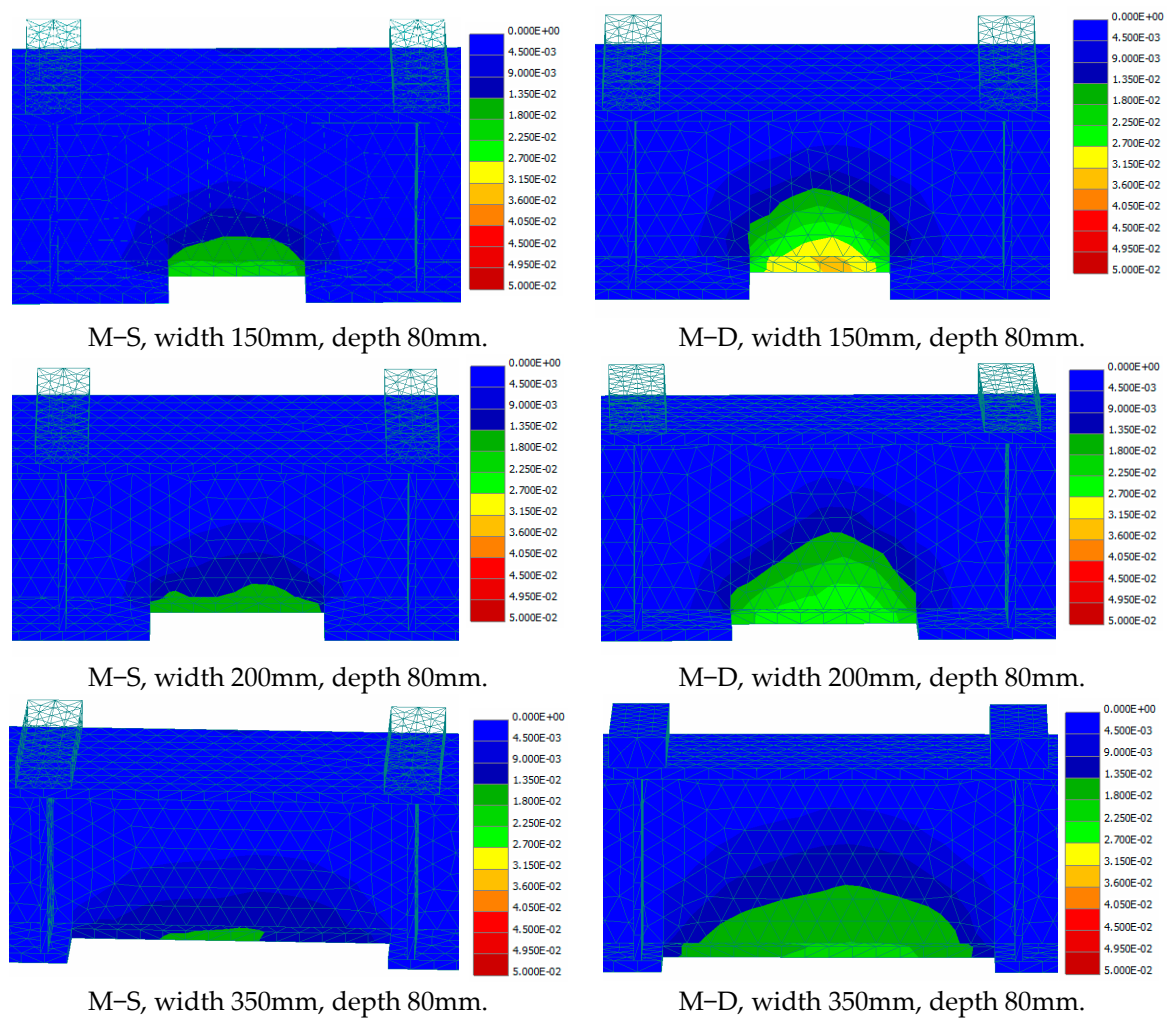 0.000E+00
4.500E-03
9.000E-03
1.350E-02
1.800E-02
2.250E-02
2.700E-02
3.150E-02
3.600E-02
4.050E-02
4.500E-02
4.950E-02
5.000E-02
0.000E+00
4.500E-03
9.000E-03
1.350E-02
1.800E-02
2.250E-02
2.700E-02
3.150E-02
3.600E-02
4.050E-02
4.500E-02
4.950E-02
5.000E-02
M–S, width 150mm, depth 80mm.
M–D, width 150mm, depth 80mm.
0.000E+00
4.500E-03
9.000E-03
1.350E-02
1.800E-02
2.250E-02
2.700E-02
3.150E-02
3.600E-02
4.050E-02
4.500E-02
4.950E-02
5.000E-02
0.000E+00
4.500E-03
9.000E-03
1.350E-02
1.800E-02
2.250E-02
2.700E-02
3.150E-02
3.600E-02
4.050E-02
4.500E-02
4.950E-02
5.000E-02
M–S, width 200mm, depth 80mm.
M–D, width 200mm, depth 80mm.
0.000E+00
4.500E-03
9.000E-03
1.350E-02
1.800E-02
2.250E-02
2.700E-02
3.150E-02
3.600E-02
4.050E-02
4.500E-02
4.950E-02
5.000E-02
0.000E+00
4.500E-03
9.000E-03
1.350E-02
1.800E-02
2.250E-02
2.700E-02
3.150E-02
3.600E-02
4.050E-02
4.500E-02
4.950E-02
5.000E-02
M–S, width 350mm, depth 80mm.
M–D, width 350mm, depth 80mm.